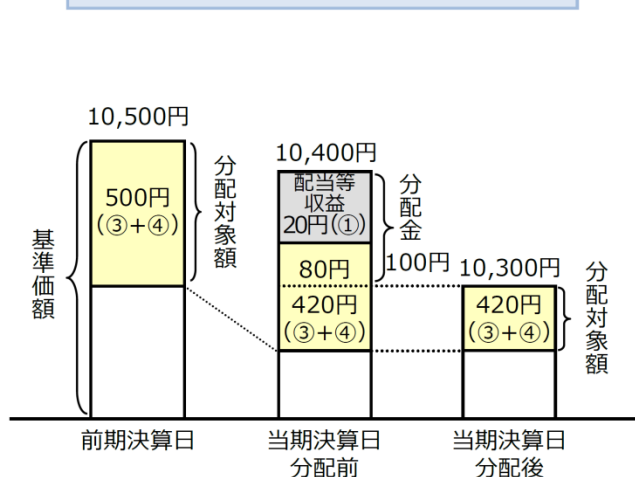 10,500円
500円
(③+④)
分配対象額
基準価額
前期決算日
10,400円
配当等
収益
20円(①)
80円
420円
(③+④)
分配金
100円
当期決算日
分配前
10,300円
420円
(③+④)
分配対象額
当期決算日
分配後